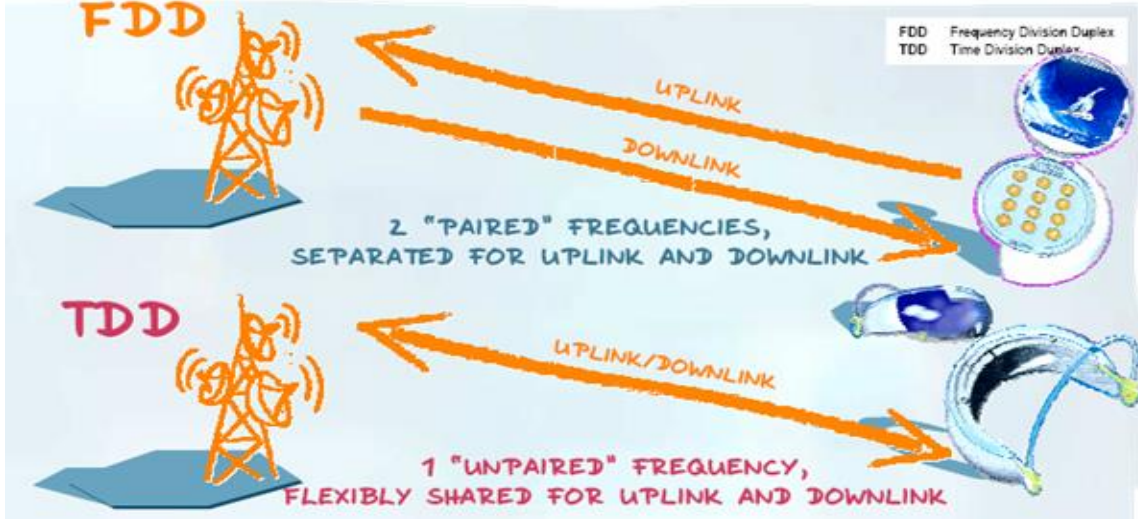 FDD
FDD Frequency Division Duplex
TDD Time Division Duplex
UPLINK
DOWNLINK
2 "PAIRED" FREQUENCIES,
SEPARATED FOR UPLINK AND DOWNLINK
TDD
UPLINK/DOWNLINK
1 "UNPAIRED" FREQUENCY,
FLEXIBLY SHARED FOR UPLINK AND DOWNLINK